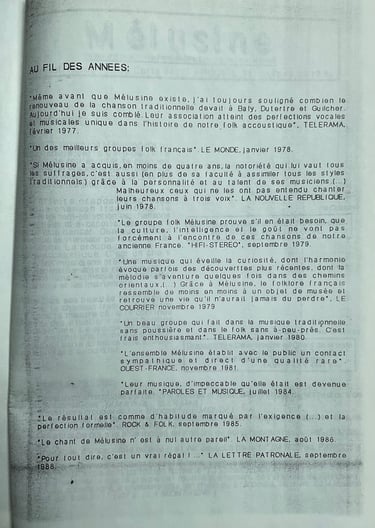 AU FIL DES ANNEES:
"Même avant que Mélusine existe, j'ai toujours souligné combien le
renouveau de la chanson traditionnelle devait à Baly, Dutertre et Guilcher.
Aujourd'hui je suis comblé. Leur association atteint des perfections vocales
et musicales unique dans l'histoire de notre folk accoustique", TELERAMA,
février 1977.
"Un des meilleurs groupes folk français". LE MONDE, janvier 1978.
"Si Mélusine a acquis, en moins de quatre ans, la notoriété qui lui vaut tous
les suffrages, c'est aussi (en plus de sa faculté à assimiler tous les styles
Traditionnels) grâce à la personnalité et au talent de ses musiciens (...)
Malheureux ceux qui ne les ont pas entendu chanter
leurs chansons à trois voix". LA NOUVELLE REPUBLIQUE,
juin 1978.
"Le groupe folk Mélusine prouve s'il en était besoin, que
la culture, l'intelligence et le goût ne vont pas
forcément à l'encontre de ces chansons de notre
ancienne France. "HIFI-STEREO", septembre 1979.
"Une musique qui éveille la curiosité, dont l'harmonie
évoque parfois des découvertes plus récentes, dont la
mélodie s'aventure quelques fois dans des chemins
orientaux.(...) Grâce à Mélusine, le folklore français
ressemble de moins en moins à un objet de musée et
retrouve une vie qu'il n'aurait jamais du perdre". LE
COURRIER novembre 1979
"Un beau groupe qui fait dans la musique traditionnelle
sans poussière et dans le folk sans à-peu-près. C'est
frais enthousiasmant". TELERAMA, janvier 1980.
"L'ensemble Mélusine établi avec le public un contact
sympathique et direct d'une qualité rare".
OUEST-FRANCE, novembre 1981.
"Leur musique, d'impeccable qu'elle était est devenue
parfaite. "PAROLES ET MUSIQUE, juillet 1984.
"Le résultat est comme d'habitude marqué par l'exigence (...) et la
perfection formelle". ROCK & FOLK, septembre 1985.
"Le chant de Mélusine n'est à nul autre pareil". LA MONTAGNE, août 1986.
"Pour tout dire, c'est un vrai régal !..." LA LETTRE PATRONALE, septembre
1988.